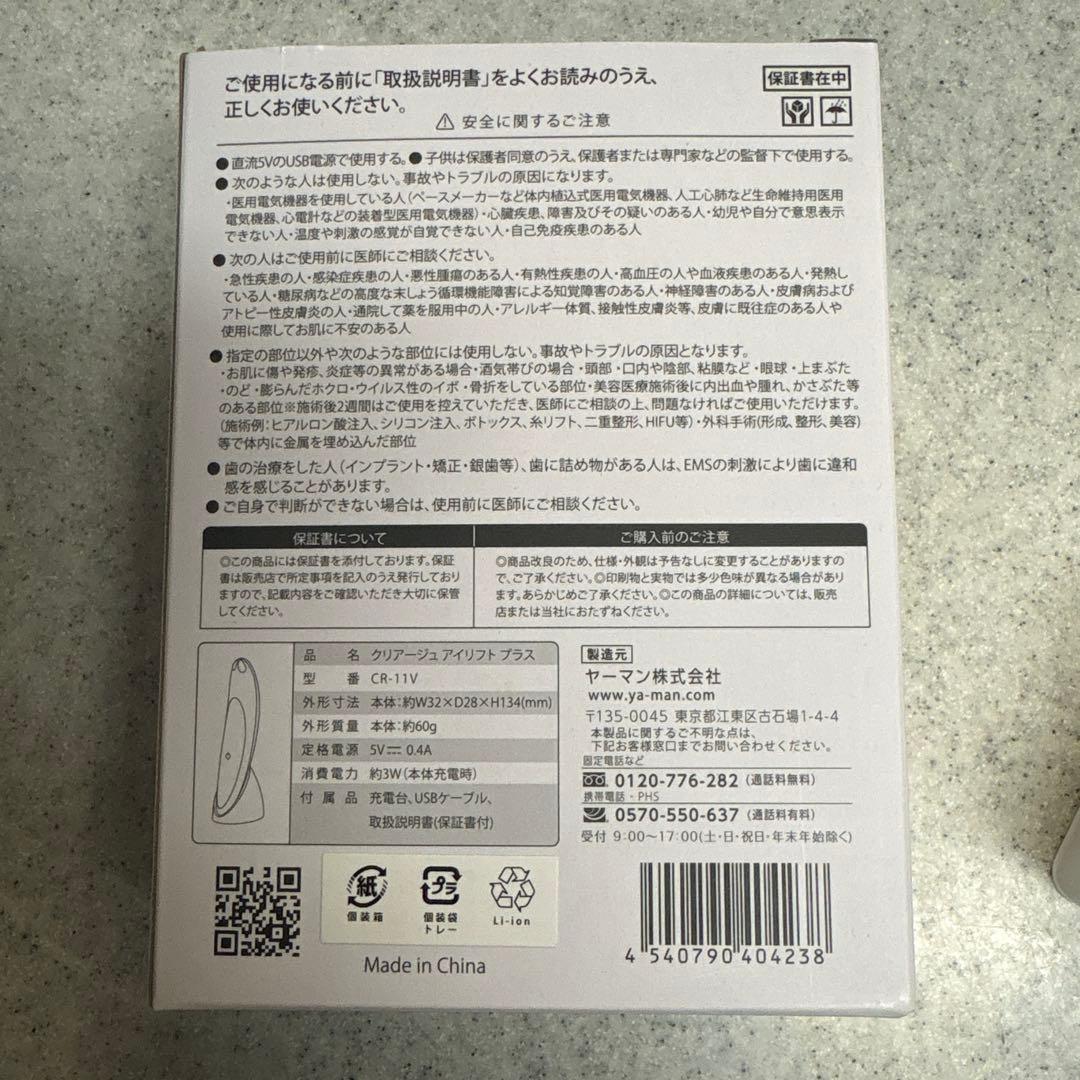 ご使用になる前に「取扱説明書」をよくお読みのうえ、
正しくお使いください。
保証書在中
⚠ 安全に関するご注意
●直流5VのUSB電源で使用する。●子供は保護者同意のうえ、保護者または専門家などの監督下で使用する。
●次のような人は使用しない。事故やトラブルの原因になります。
・医用電気機器を使用している人(ペースメーカーなど体内植込式医用電気機器、人工心肺など生命維持用医用
電気機器、心電計などの装着型医用電気機器)・心臓疾患、障害及びその疑いのある人・幼児や自分で意思表示
できない人・温度や刺激の感覚が自覚できない人・自己免疫疾患のある人
●次の人はご使用前に医師にご相談ください。
・急性疾患の人・感染症疾患の人・悪性腫瘍のある人・有熱性疾患の人・高血圧の人や血液疾患のある人・発熱し
ている人・糖尿病などの高度な末しょう循環機能障害による知覚障害のある人・神経障害のある人・皮膚病および
アトピー性皮膚炎の人・通院して薬を服用中の人・アレルギー体質、接触性皮膚炎等、皮膚に既往症のある人や
使用に際してお肌に不安のある人
●指定の部位以外や次のような部位には使用しない。事故やトラブルの原因となります。
・お肌に傷や発疹、炎症等の異常がある場合・酒気帯びの場合・頭部・口内や陰部、粘膜など・眼球・上まぶた
・のど・膨らんだホクロ・ウイルス性のイボ・骨折をしている部位・美容医療施術後に内出血や腫れ、かさぶた等
のある部位※施術後2週間はご使用を控えていただき、医師にご相談の上、問題なければご使用いただけます。
(施術例:ヒアルロン酸注入、シリコン注入、ボトックス、糸リフト、二重整形、HIFU等)・外科手術(形成、整形、美容)
等で体内に金属を埋め込んだ部位
●歯の治療をした人(インプラント・矯正・銀歯等)、歯に詰め物がある人は、EMSの刺激により歯に違和
感を感じることがあります。
●ご自身で判断ができない場合は、使用前に医師にご相談ください。
保証書について
◎この商品には保証書を添付しております。保証
書は販売店で所定事項を記入のうえ発行しており
ますので、記載内容をご確認いただき大切に保管
してください。
ご購入前のご注意
◎商品改良のため、仕様・外観は予告なしに変更することがありますの
で、ご了承ください。◎印刷物と実物では多少色味が異なる場合があり
ます。あらかじめご了承ください。◎この商品の詳細については、販売
店または当社におたずねください。
品名 クリアージュ アイリフト プラス
型番 CR-11V
外形寸法 本体:約W32×D28×H134(mm)
外形質量 本体:約60g
定格電源 5V⎓ 0.4A
消費電力 約3W(本体充電時)
付属品 充電台、USBケーブル、
取扱説明書(保証書付)
製造元
ヤーマン株式会社
www.ya-man.com
〒135-0045 東京都江東区古石場1-4-4
本製品に関するご不明な点は、
下記お客様窓口までお問い合わせください。
固定電話など
0120-776-282(通話料無料)
携帯電話・PHS
0570-550-637(通話料有料)
受付 9:00〜17:00(土・日・祝日・年末年始除く)
紙
個装箱
プラ
個装袋
トレー
Li-ion
Made in China
4 540790 404238